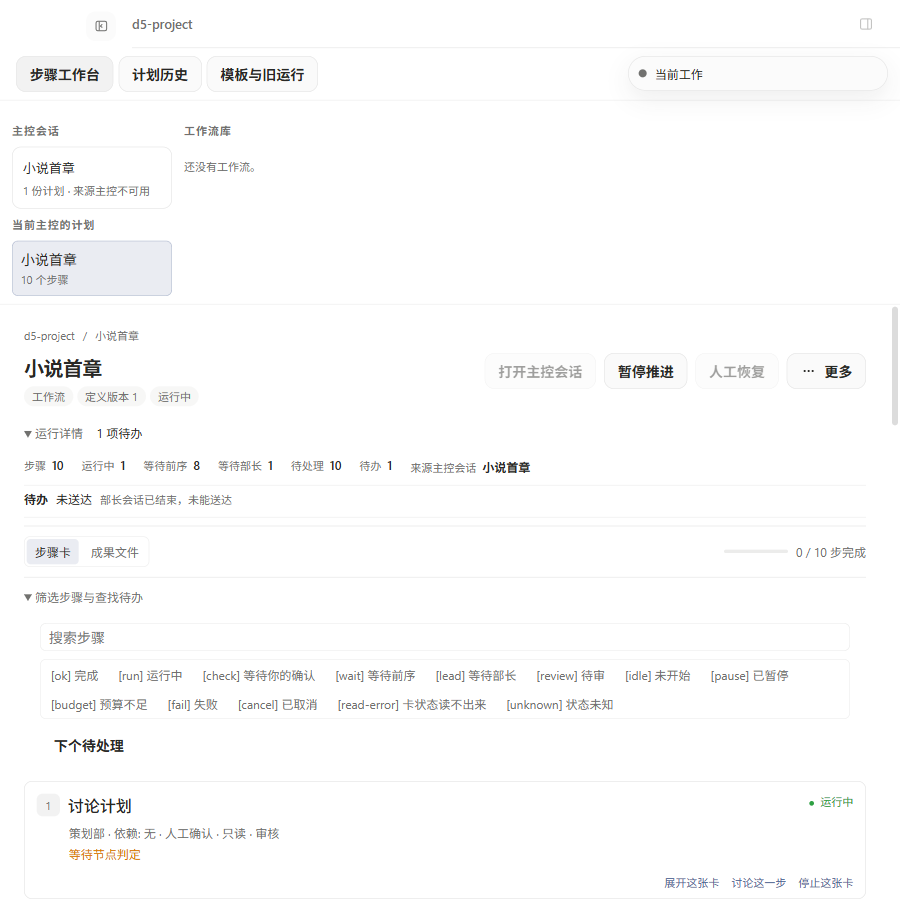 d5-project
步骤工作台 计划历史 模板与旧运行 当前工作
主控会话
小说首章
1 份计划 · 来源主控不可用
当前主控的计划
小说首章
10 个步骤
工作流库
还没有工作流。
d5-project / 小说首章
小说首章
打开主控会话 暂停推进 人工恢复 ··· 更多
工作流 定义版本 1 运行中
▼运行详情 1 项待办
步骤 10 运行中 1 等待前序 8 等待部长 1 待处理 10 待办 1 来源主控会话 小说首章
待办 未送达 部长会话已结束，未能送达
步骤卡 成果文件 0 / 10 步完成
▼筛选步骤与查找待办
搜索步骤
[ok] 完成 [run] 运行中 [check] 等待你的确认 [wait] 等待前序 [lead] 等待部长 [review] 待审 [idle] 未开始 [pause] 已暂停
[budget] 预算不足 [fail] 失败 [cancel] 已取消 [read-error] 卡状态读不出来 [unknown] 状态未知
下个待处理
1 讨论计划 运行中
策划部 · 依赖: 无 · 人工确认 · 只读 · 审核
等待节点判定
展开这张卡 讨论这一步 停止这张卡